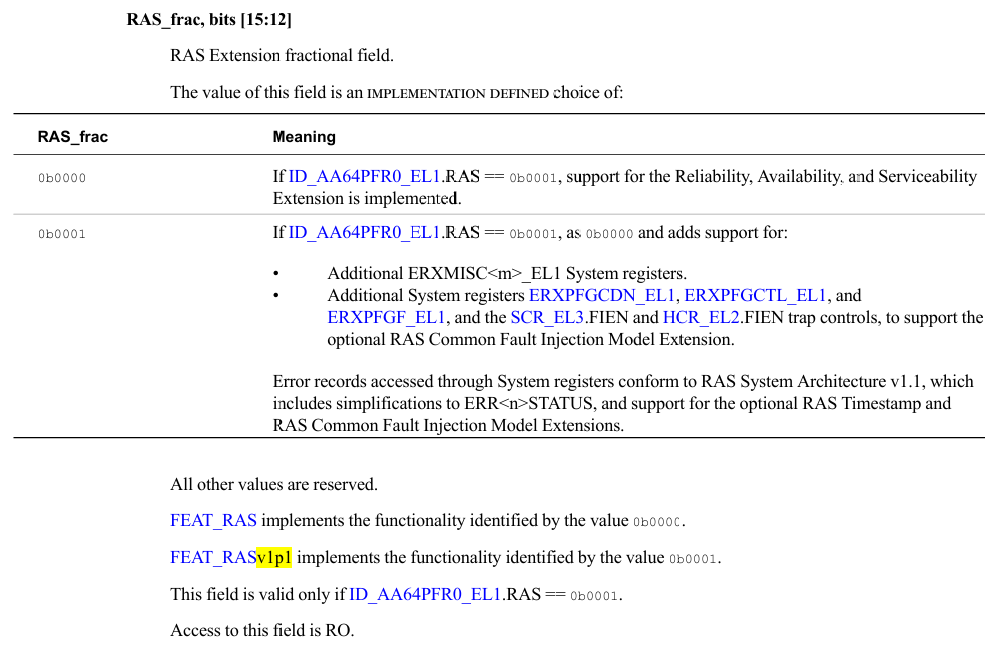 RAS_frac, bits [15:12]
RAS Extension fractional field.
The value of this field is an IMPLEMENTATION DEFINED choice of:
RAS_frac Meaning
0b0000 If ID_AA64PFR0_EL1.RAS == 0b0001, support for the Reliability, Availability, and Serviceability
Extension is implemented.
0b0001 If ID_AA64PFR0_EL1.RAS == 0b0001, as 0b0000 and adds support for:
• Additional ERXMISC<m>_EL1 System registers.
• Additional System registers ERXPFGCDN_EL1, ERXPFGCTL_EL1, and
ERXPFGF_EL1, and the SCR_EL3.FIEN and HCR_EL2.FIEN trap controls, to support the
optional RAS Common Fault Injection Model Extension.
Error records accessed through System registers conform to RAS System Architecture v1.1, which
includes simplifications to ERR<n>STATUS, and support for the optional RAS Timestamp and
RAS Common Fault Injection Model Extensions.
All other values are reserved.
FEAT_RAS implements the functionality identified by the value 0b0000.
FEAT_RASv1p1 implements the functionality identified by the value 0b0001.
This field is valid only if ID_AA64PFR0_EL1.RAS == 0b0001.
Access to this field is RO.